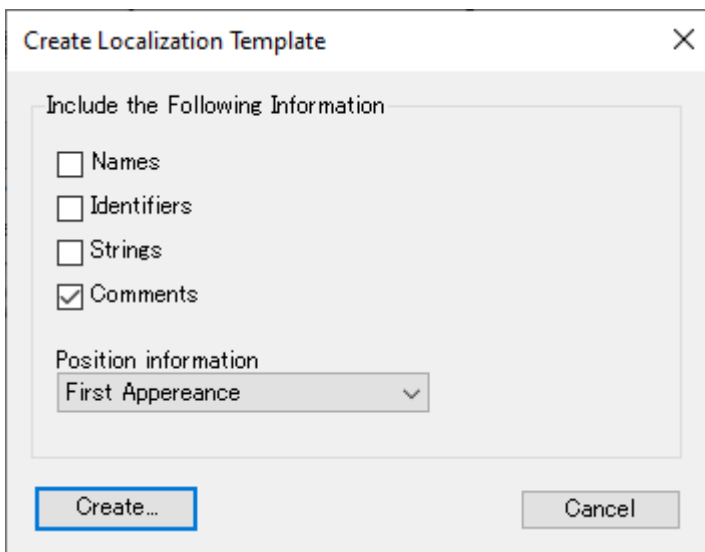 Create Localization Template
Include the Following Information
Names
Identifiers
Strings
Comments
Position information
First Appereance
Create...
Cancel